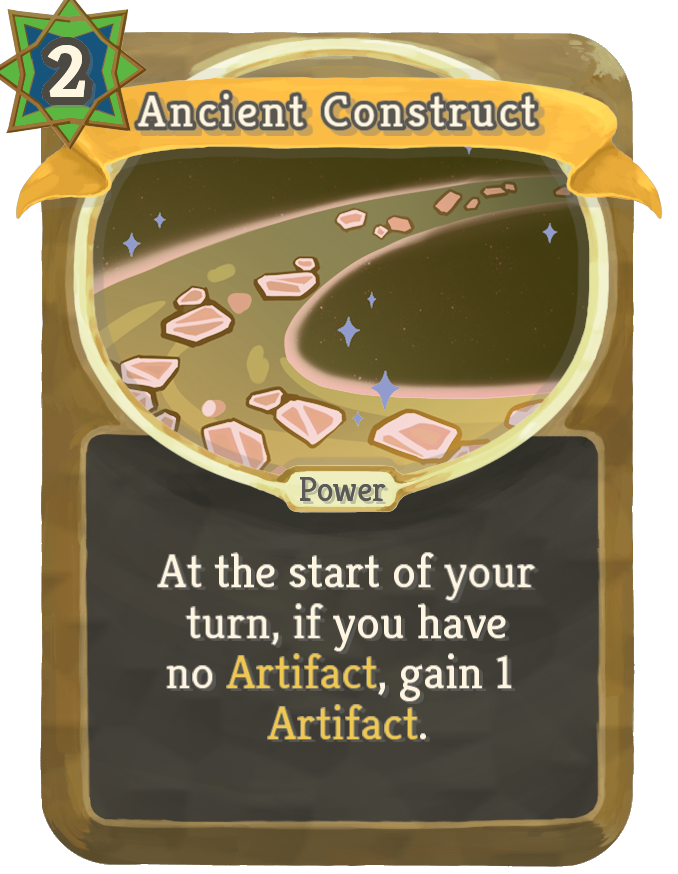 2
Ancient Construct
Power
At the start of your
turn, if you have
no Artifact, gain 1
Artifact.